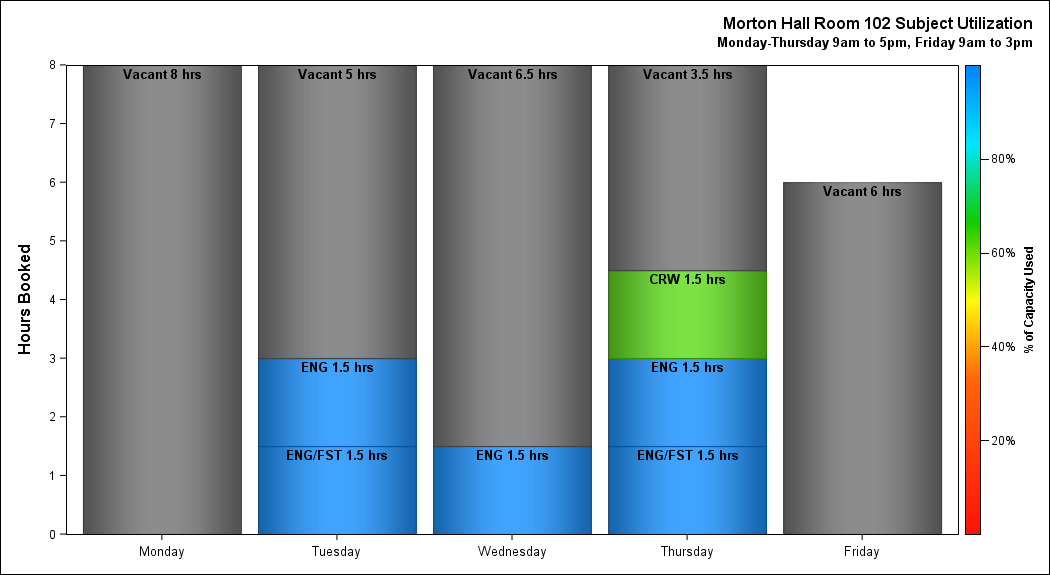 Morton Hall Room 102 Subject Utilization
Monday-Thursday 9am to 5pm, Friday 9am to 3pm
Hours Booked
8
7
6
5
4
3
2
1
0
Vacant 8 hrs
Vacant 5 hrs
ENG 1.5 hrs
ENG/FST 1.5 hrs
Vacant 6.5 hrs
ENG 1.5 hrs
Vacant 3.5 hrs
CRW 1.5 hrs
ENG 1.5 hrs
ENG/FST 1.5 hrs
Vacant 6 hrs
Monday
Tuesday
Wednesday
Thursday
Friday
80%
60%
40%
20%
% of Capacity Used